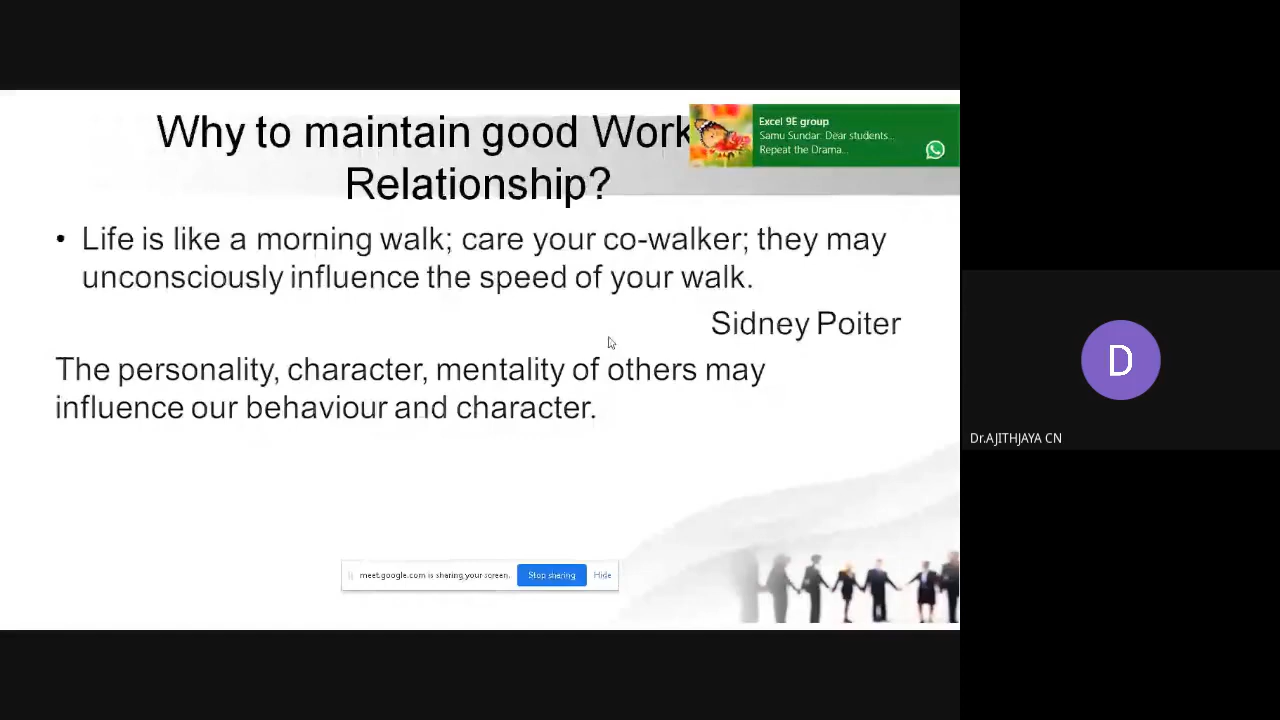 Why to maintain good Work
Relationship?
Excel 9E group
Samu Sundar: Dear students...
Repeat the Drama...
• Life is like a morning walk; care your co-walker; they may
unconsciously influence the speed of your walk.
Sidney Poiter
The personality, character, mentality of others may
influence our behaviour and character.
meet.google.com is sharing your screen.
Stop sharing
Hide
D
Dr.AJITHJAYA CN